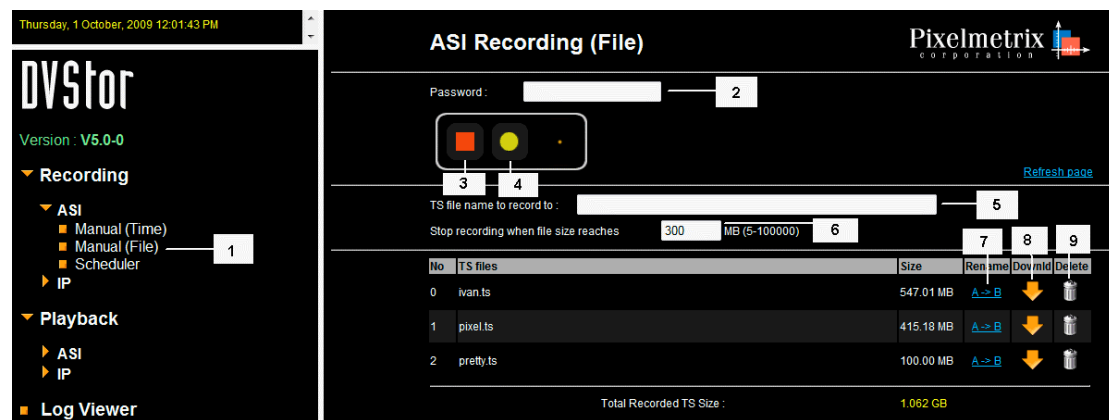 Thursday, 1 October, 2009 12:01:43 PM
DVStor
Version : V5.0-0
Recording
ASI
Manual (Time)
Manual (File)
1
Scheduler
IP
Playback
ASI
IP
Log Viewer
ASI Recording (File)
Pixelmetrix
corporation
Password :
2
3
4
Refresh page
TS file name to record to :
5
Stop recording when file size reaches 300 MB (5-100000)
6
7
8
9
No TS files Size Rename Downld Delete
0 ivan.ts 547.01 MB A -> B
1 pixel.ts 415.18 MB A -> B
2 pretty.ts 100.00 MB A -> B
Total Recorded TS Size : 1.062 GB